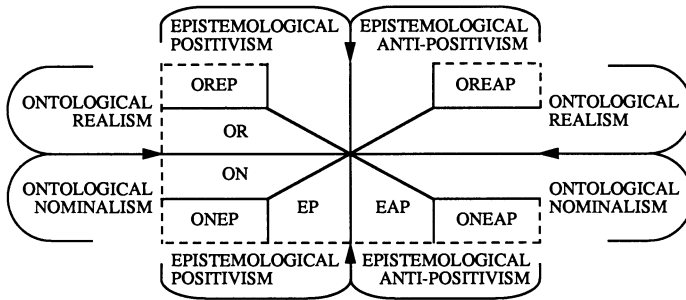 EPISTEMOLOGICAL
POSITIVISM
EPISTEMOLOGICAL
ANTI-POSITIVISM
OREP
OREAP
ONTOLOGICAL
REALISM
ONTOLOGICAL
REALISM
OR
ON
ONTOLOGICAL
NOMINALISM
ONTOLOGICAL
NOMINALISM
ONEP
EP
EAP
ONEAP
EPISTEMOLOGICAL
POSITIVISM
EPISTEMOLOGICAL
ANTI-POSITIVISM